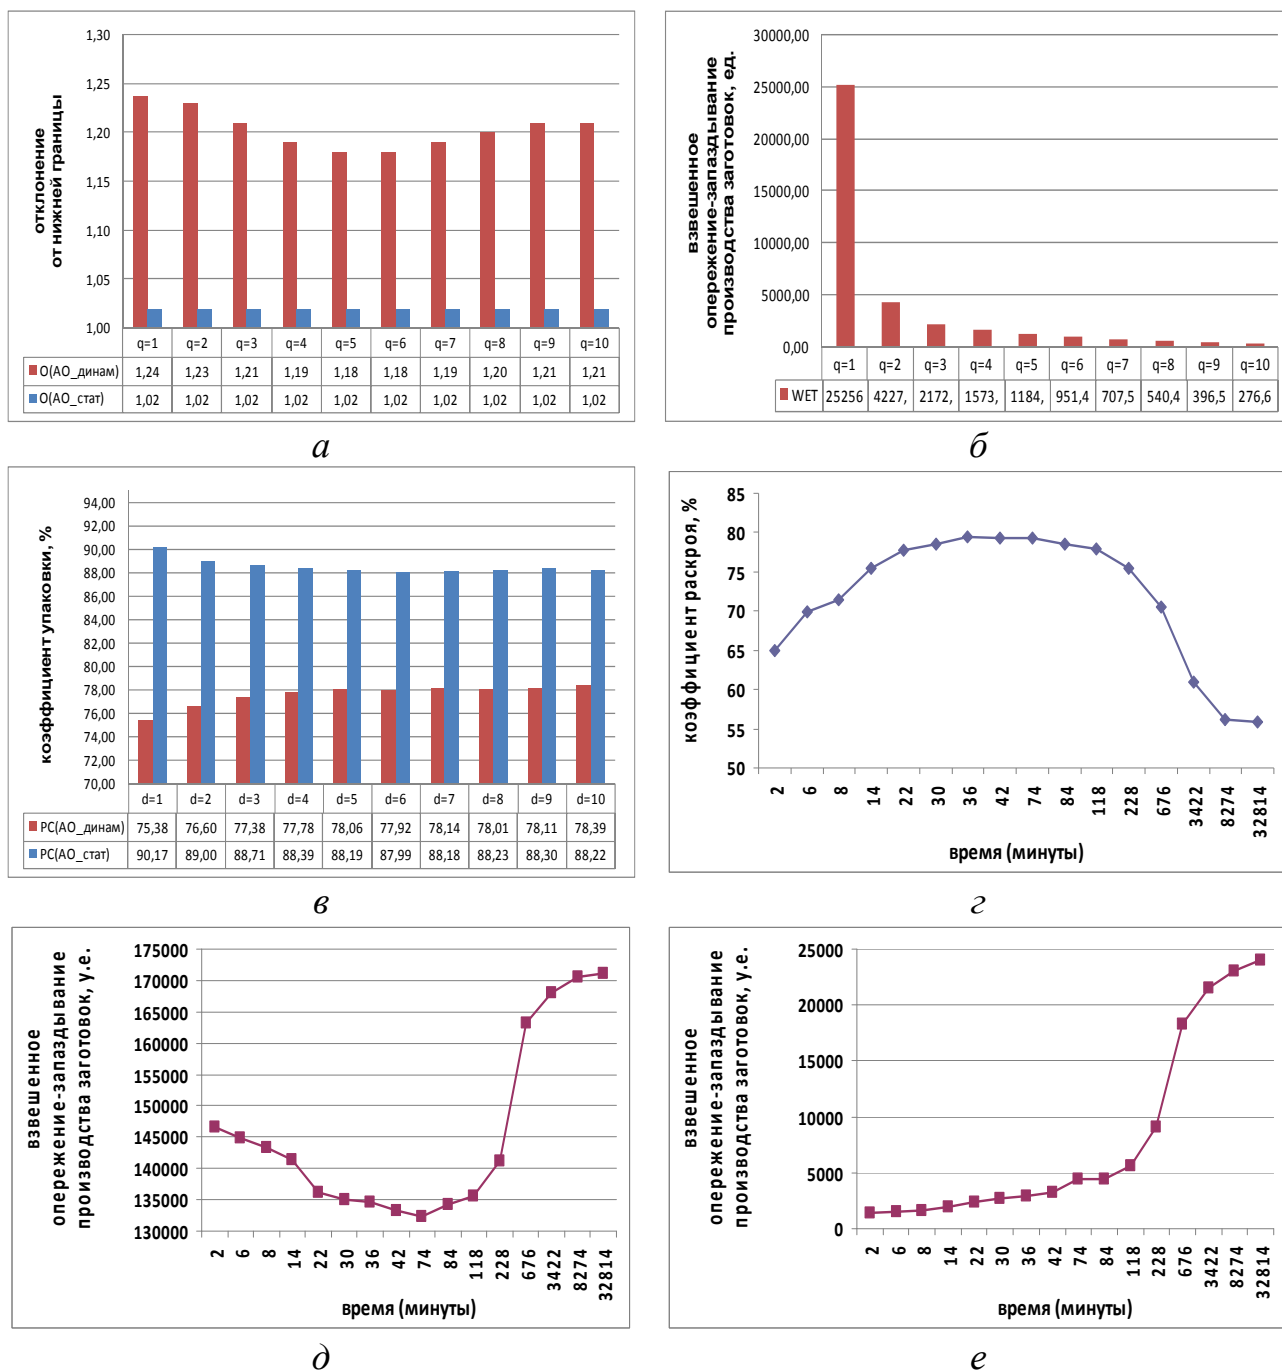 отклонение
от нижней границы
1,30
1,25
1,20
1,15
1,10
1,05
1,00
q=1 q=2 q=3 q=4 q=5 q=6 q=7 q=8 q=9 q=10
O(АО_динам) 1,24 1,23 1,21 1,19 1,18 1,18 1,19 1,20 1,21 1,21
O(АО_стат) 1,02 1,02 1,02 1,02 1,02 1,02 1,02 1,02 1,02 1,02
а
взвешенное
опережение-запаздывание
производства заготовок, ед.
30000,00
25000,00
20000,00
15000,00
10000,00
5000,00
0,00
q=1 q=2 q=3 q=4 q=5 q=6 q=7 q=8 q=9 q=10
WET 25256 4227, 2172, 1573, 1184, 951,4 707,5 540,4 396,5 276,6
б
коэффициент упаковки, %
94,00
92,00
90,00
88,00
86,00
84,00
82,00
80,00
78,00
76,00
74,00
72,00
70,00
d=1 d=2 d=3 d=4 d=5 d=6 d=7 d=8 d=9 d=10
PC(АО_динам) 75,38 76,60 77,38 77,78 78,06 77,92 78,14 78,01 78,11 78,39
PC(АО_стат) 90,17 89,00 88,71 88,39 88,19 87,99 88,18 88,23 88,30 88,22
в
коэффициент раскроя, %
85
80
75
70
65
60
55
50
2 6 8 14 22 30 36 42 74 84 118 228 676 3422 8274 32814
время (минуты)
г
взвешенное
опережение-запаздывание
производства заготовок, у.е.
175000
170000
165000
160000
155000
150000
145000
140000
135000
130000
2 6 8 14 22 30 36 42 74 84 118 228 676 3422 8274 32814
время (минуты)
д
взвешенное
опережение-запаздывание
производства заготовок, у.е.
25000
20000
15000
10000
5000
0
2 6 8 14 22 30 36 42 74 84 118 228 676 3422 8274 32814
время (минуты)
е